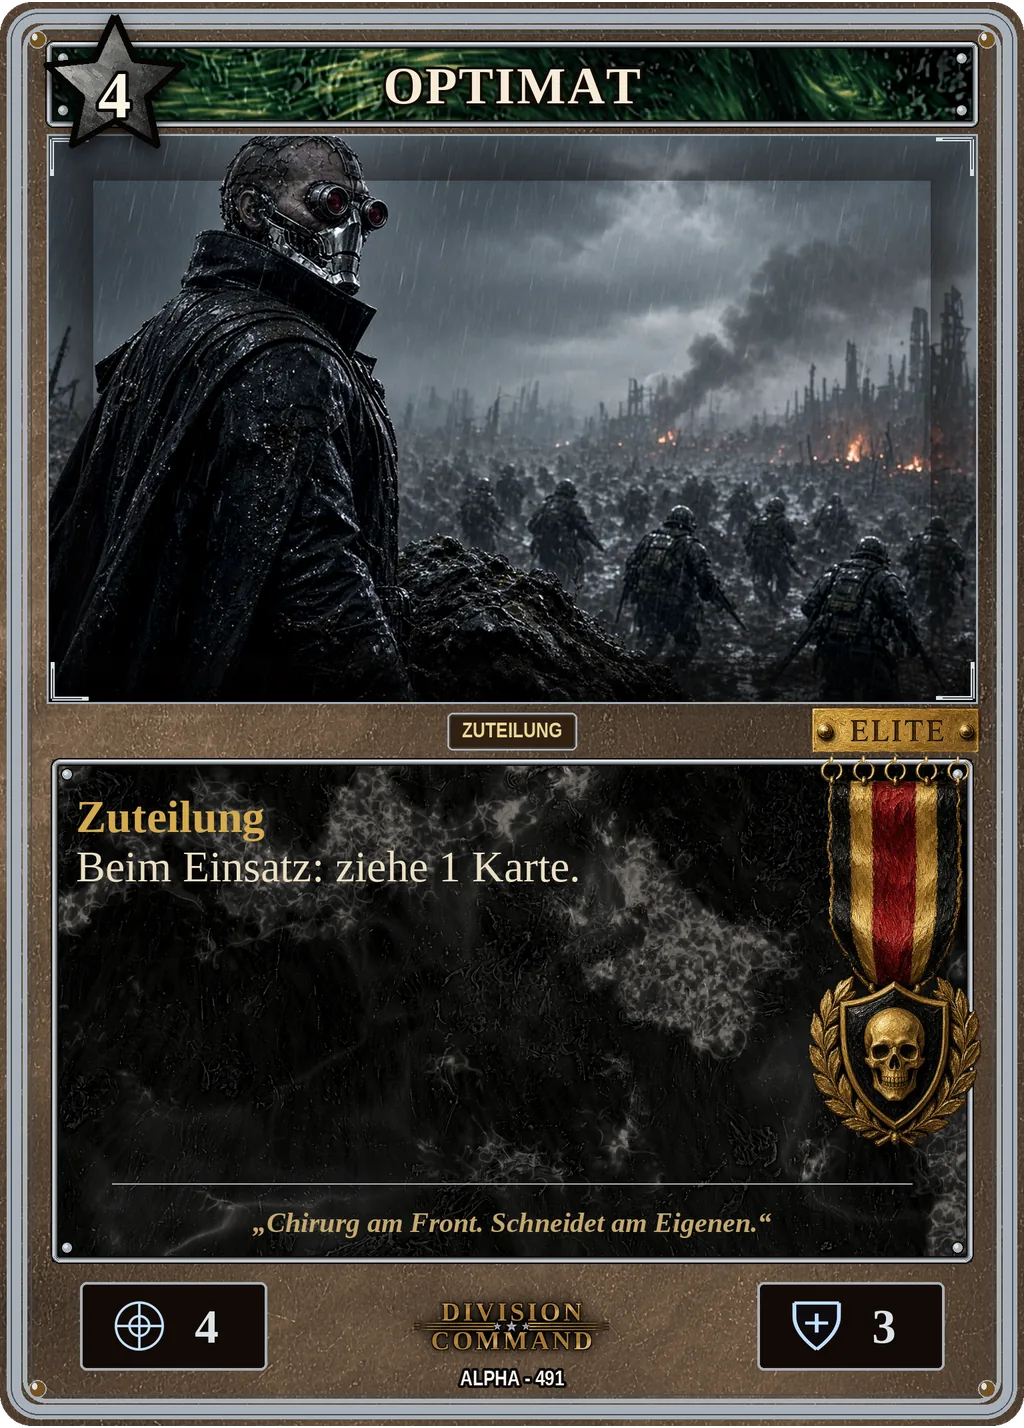 4
OPTIMAT
ZUTEILUNG
ELITE
Zuteilung
Beim Einsatz: ziehe 1 Karte.
„Chirurg am Front. Schneidet am Eigenen.“
4
DIVISION
COMMAND
3
ALPHA - 491